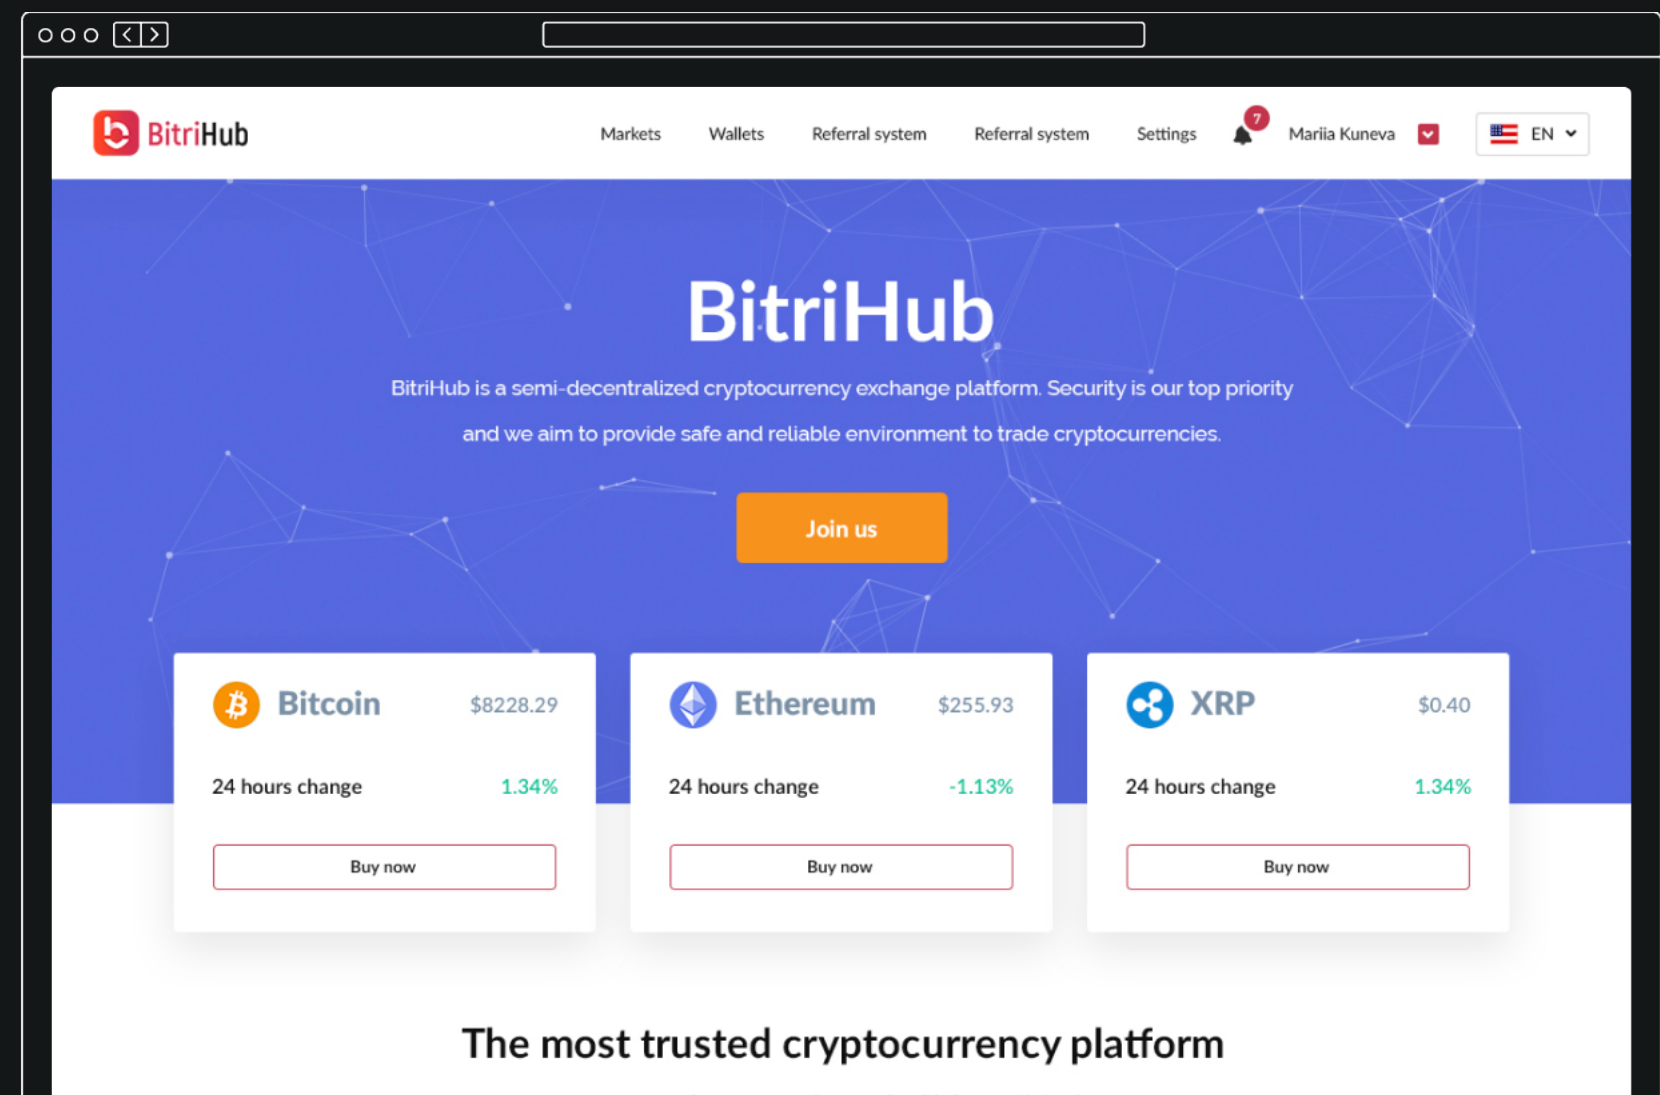 BitriHub
Markets Wallets Referral system Referral system Settings 7 Mariia Kuneva EN
BitriHub
BitriHub is a semi-decentralized cryptocurrency exchange platform. Security is our top priority
and we aim to provide safe and reliable environment to trade cryptocurrencies.
Join us
Bitcoin $8228.29
24 hours change 1.34%
Buy now
Ethereum $255.93
24 hours change -1.13%
Buy now
XRP $0.40
24 hours change 1.34%
Buy now
The most trusted cryptocurrency platform